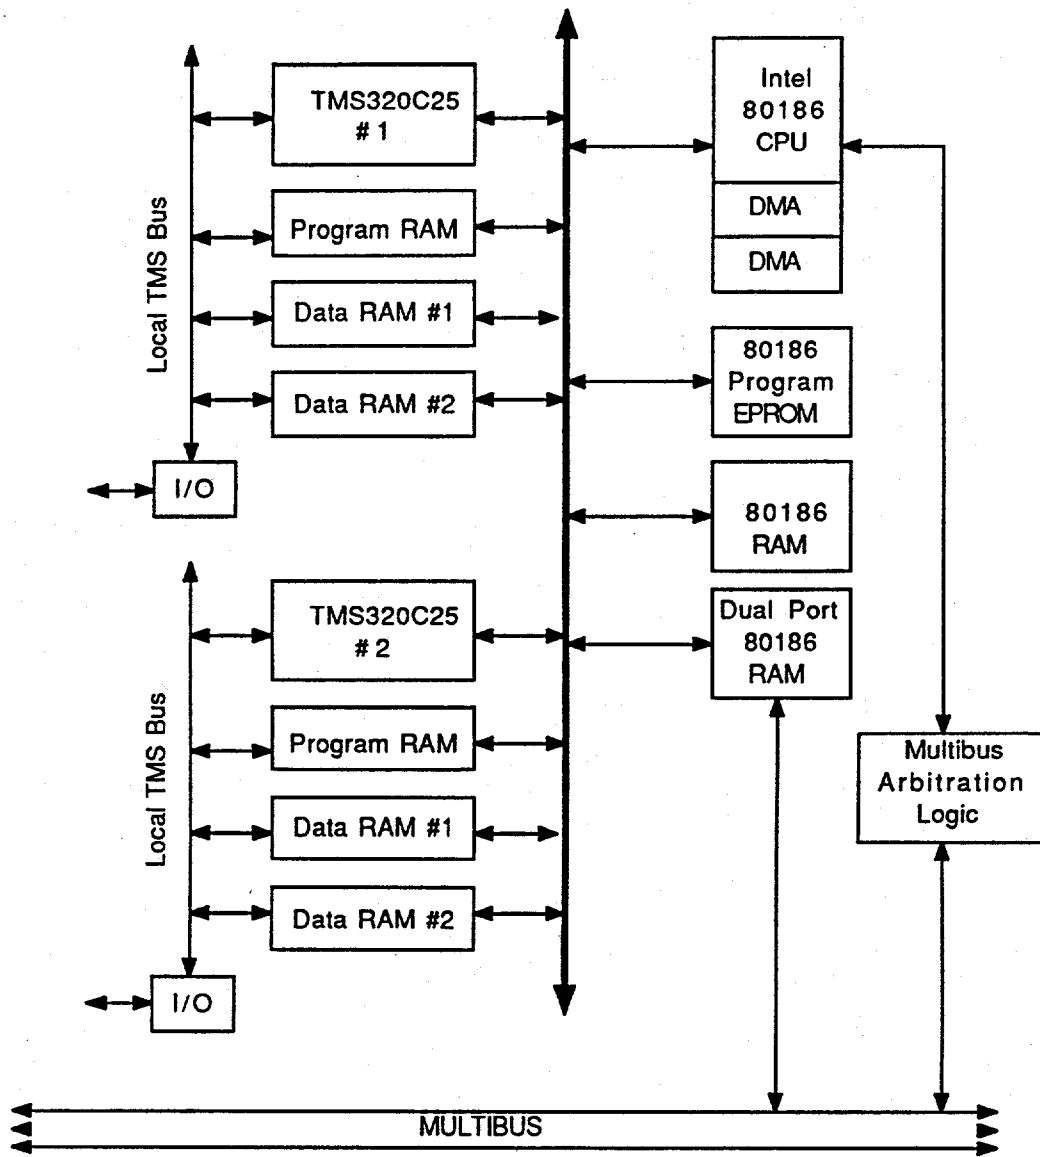 TMS320C25
#1
Program RAM
Data RAM #1
Data RAM #2
Local TMS Bus
I/O
TMS320C25
#2
Program RAM
Data RAM #1
Data RAM #2
Local TMS Bus
I/O
Intel
80186
CPU
DMA
DMA
80186
Program
EPROM
80186
RAM
Dual Port
80186
RAM
Multibus
Arbitration
Logic
MULTIBUS